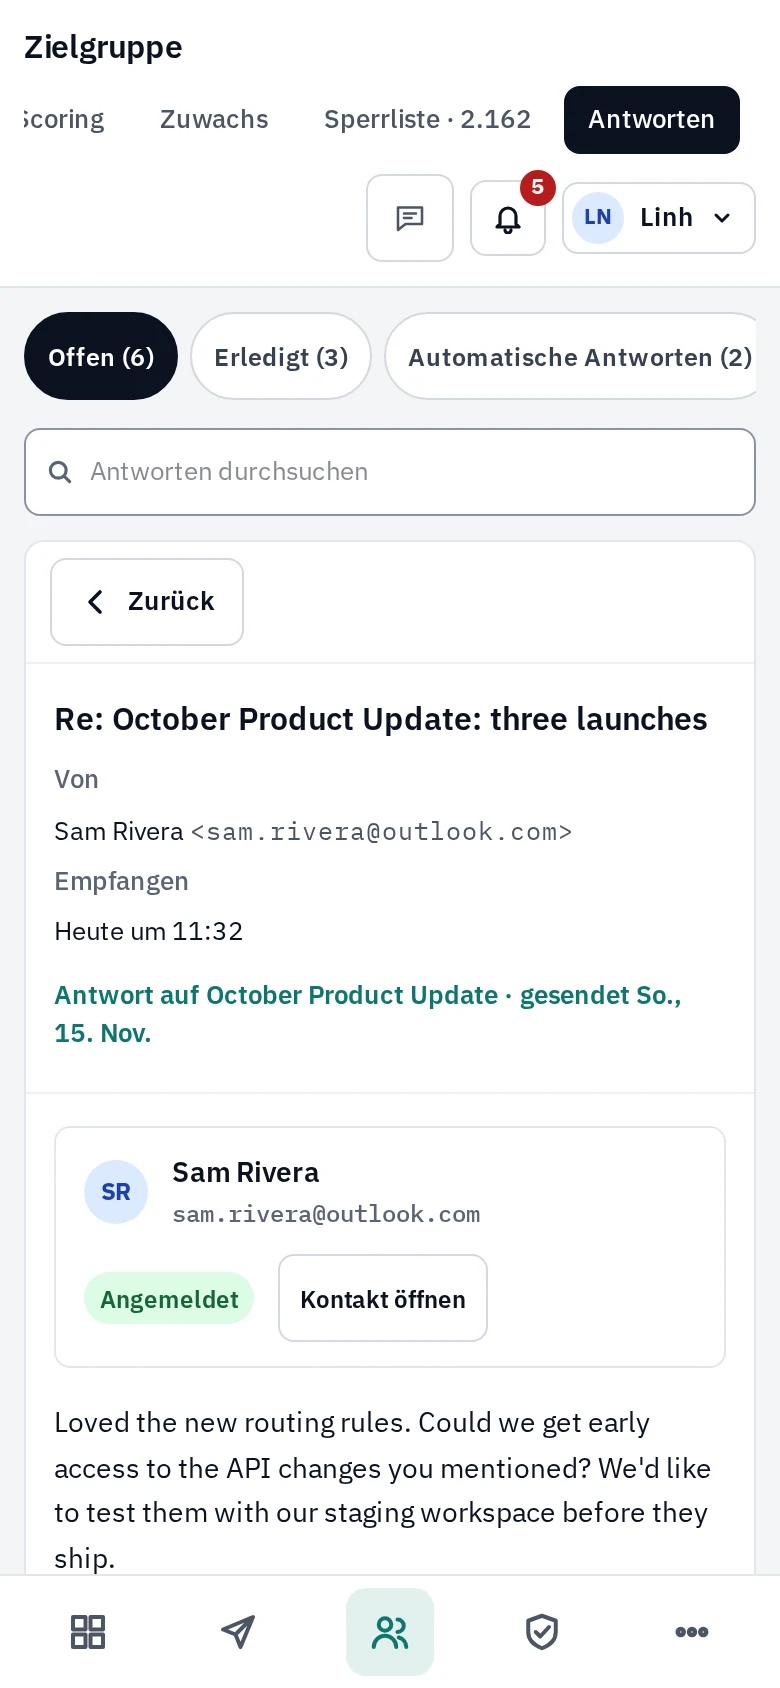 Zielgruppe
Scoring Zuwachs Sperrliste · 2.162 Antworten
5
LN Linh
Offen (6) Erledigt (3) Automatische Antworten (2)
Antworten durchsuchen
Zurück
Re: October Product Update: three launches
Von
Sam Rivera <sam.rivera@outlook.com>
Empfangen
Heute um 11:32
Antwort auf October Product Update · gesendet So.,
15. Nov.
SR Sam Rivera
sam.rivera@outlook.com
Angemeldet Kontakt öffnen
Loved the new routing rules. Could we get early
access to the API changes you mentioned? We'd like
to test them with our staging workspace before they
ship.